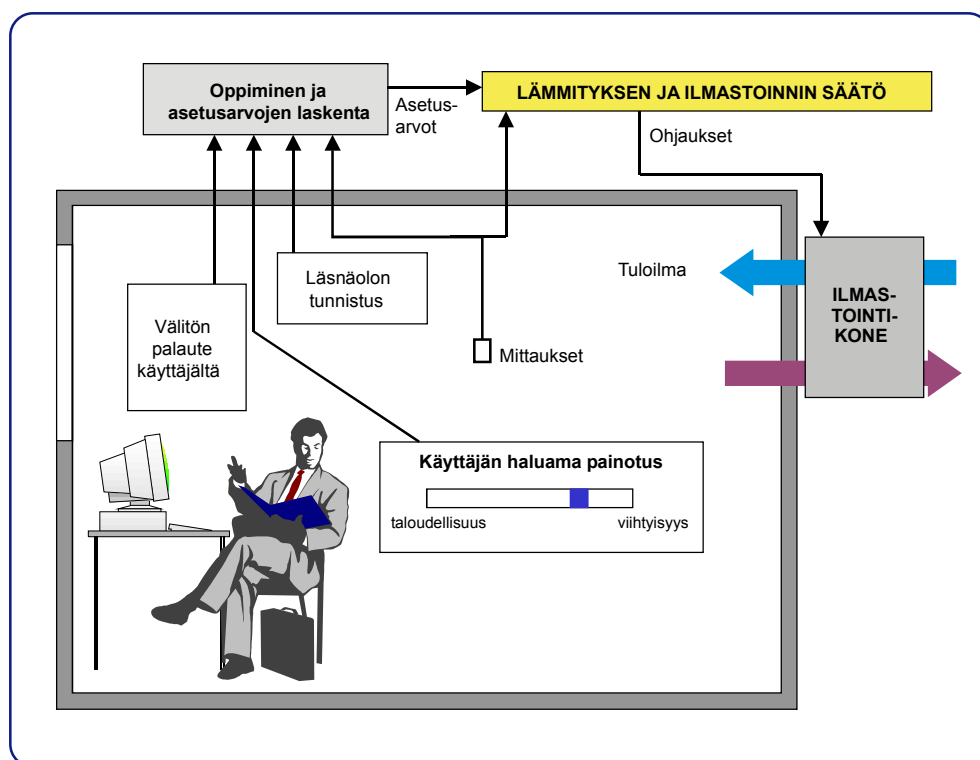 Oppiminen ja
asetusarvojen laskenta
Asetus-
arvot
LÄMMITYKSEN JA ILMASTOINNIN SÄÄTÖ
Ohjaukset
Läsnäolon
tunnistus
Tuloilma
ILMAS-
TOINTI-
KONE
Välitön
palaute
käyttäjältä
Mittaukset
Käyttäjän haluama painotus
taloudellisuus
viihtyisyys